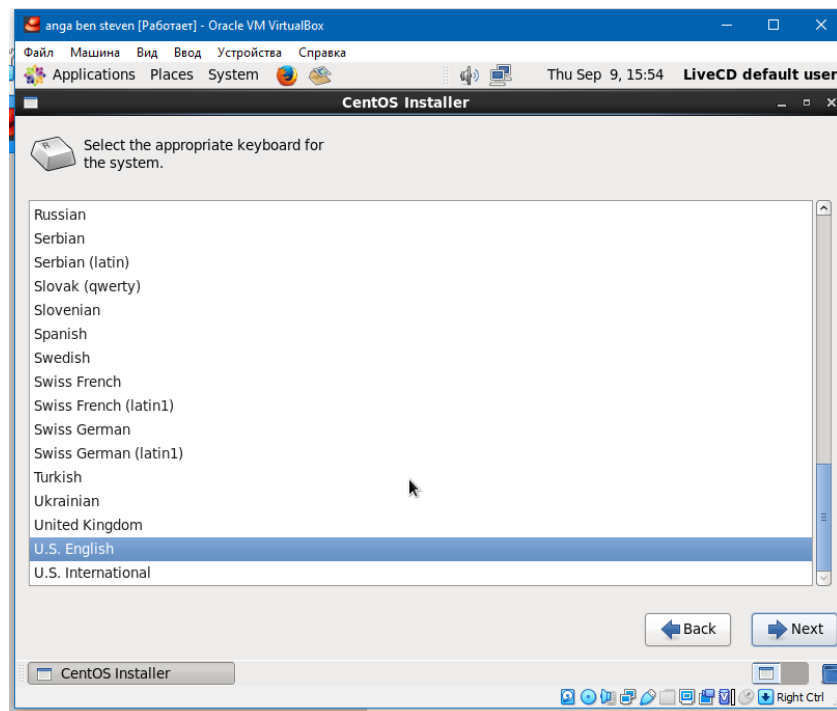 anga ben steven [Работает] - Oracle VM VirtualBox
Файл Машина Вид Ввод Устройства Справка
Applications Places System Thu Sep 9, 15:54 LiveCD default user
CentOS Installer
Select the appropriate keyboard for
the system.
Russian
Serbian
Serbian (latin)
Slovak (qwerty)
Slovenian
Spanish
Swedish
Swiss French
Swiss French (latin1)
Swiss German
Swiss German (latin1)
Turkish
Ukrainian
United Kingdom
U.S. English
U.S. International
Back Next
CentOS Installer
Right Ctrl